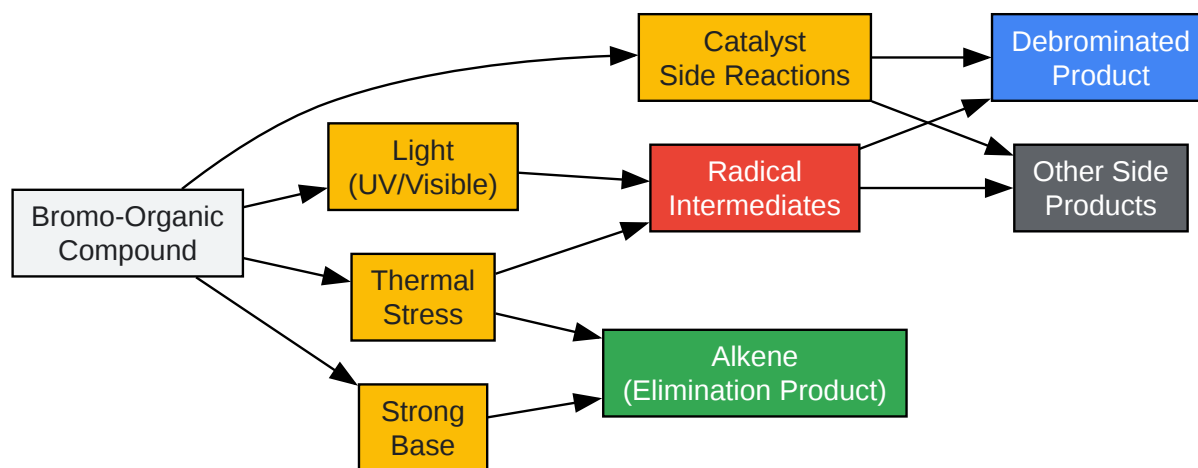 Bromo-Organic
Compound
Light
(UV/Visible)
Thermal
Stress
Strong
Base
Catalyst
Side Reactions
Radical
Intermediates
Alkene
(Elimination Product)
Debrominated
Product
Other Side
Products